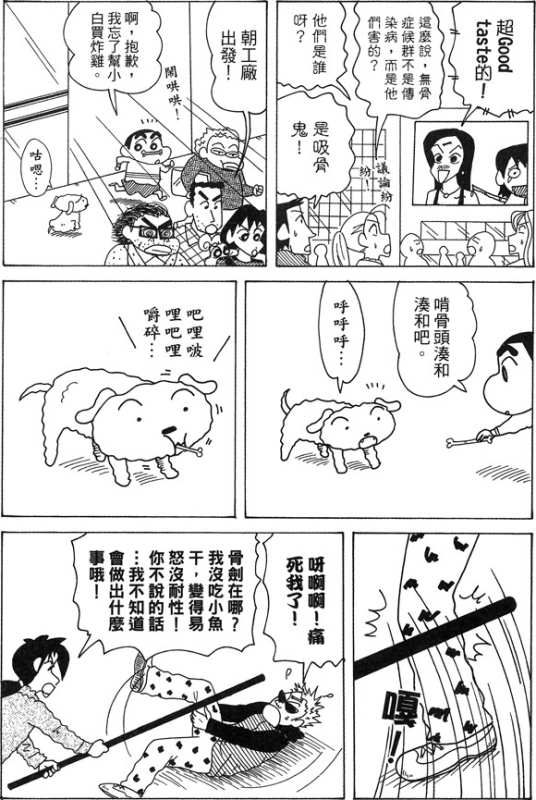 超Good
taste的！
這麼說，無骨
症候群不是傳
染病，而是他
們害的？
他們是誰
呀？
議論紛
紛！
是吸骨
鬼！
朝工廠
出發！
鬧哄哄！
啊，抱歉，
我忘了幫小
白買炸雞。
咕嗯…
啃骨頭湊和
湊和吧。
呼呼呼…
吧哩啵
哩吧哩
嚼碎…
嘎！
呀啊啊！痛
死我了！
骨劍在哪？
我沒吃小魚
干，變得易
怒沒耐性！
你不說的話
…我不知道
會做出什麼
事哦！